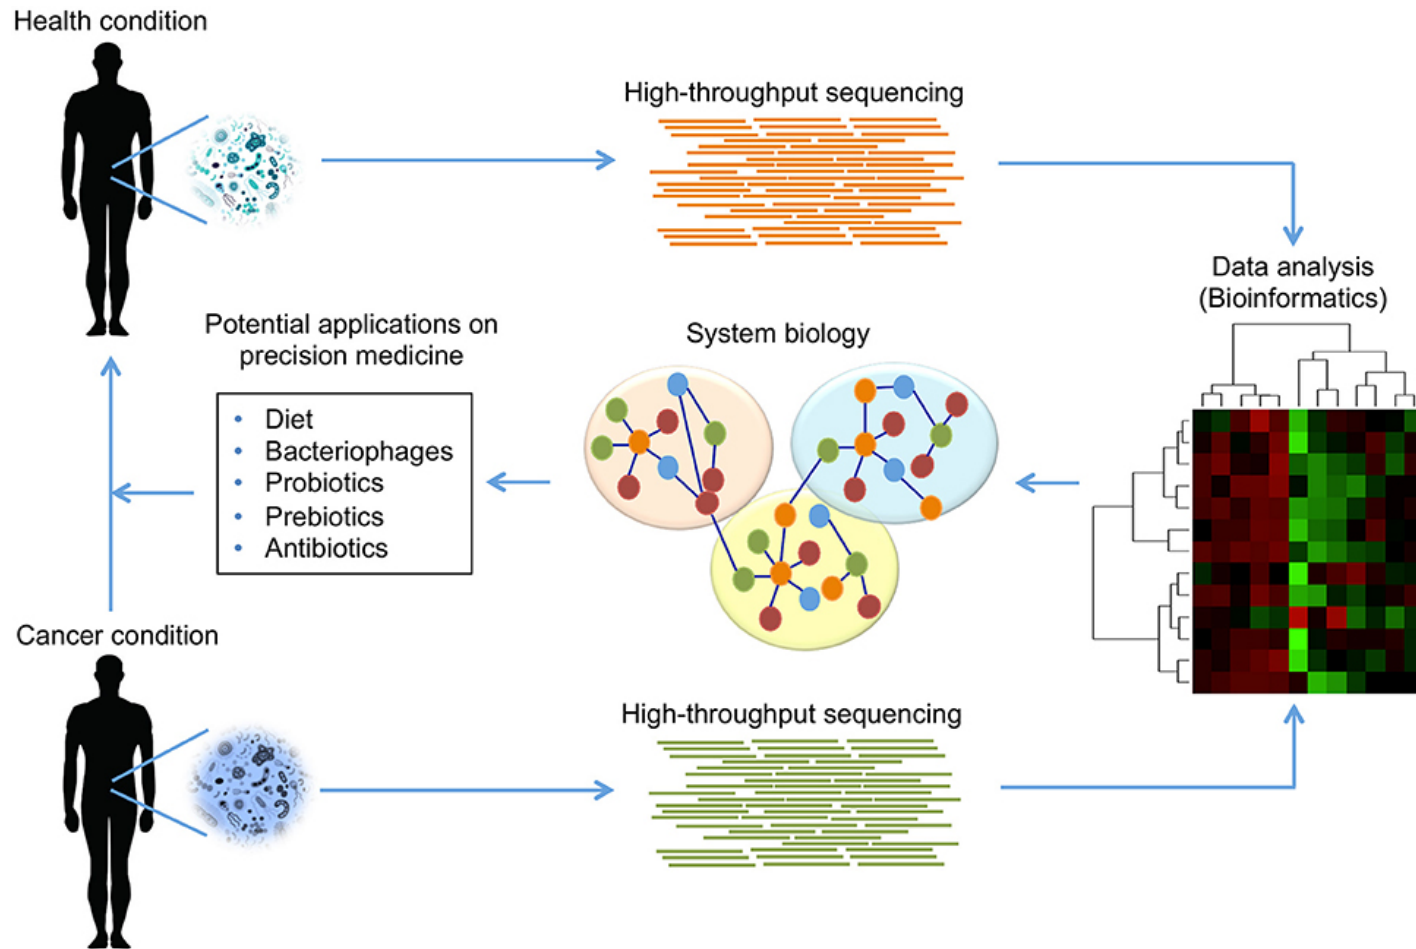 Health condition
High-throughput sequencing
Data analysis
(Bioinformatics)
System biology
Potential applications on
precision medicine
• Diet
• Bacteriophages
• Probiotics
• Prebiotics
• Antibiotics
Cancer condition
High-throughput sequencing